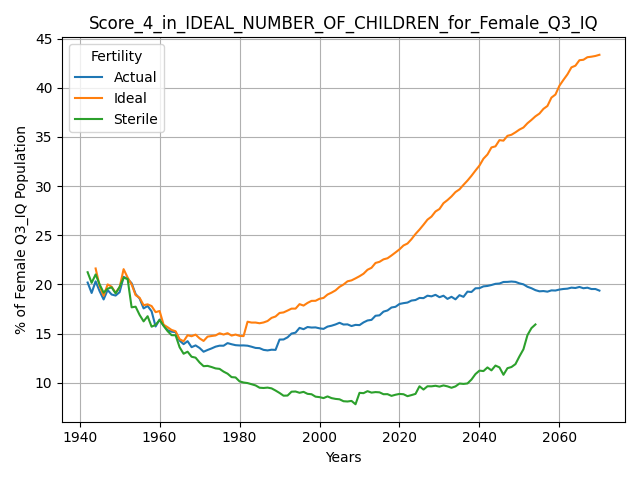 Score_4_in_IDEAL_NUMBER_OF_CHILDREN_for_Female_Q3_IQ
Fertility
Actual
Ideal
Sterile
% of Female Q3_IQ Population
45
40
35
30
25
20
15
10
1940 1960 1980 2000 2020 2040 2060
Years